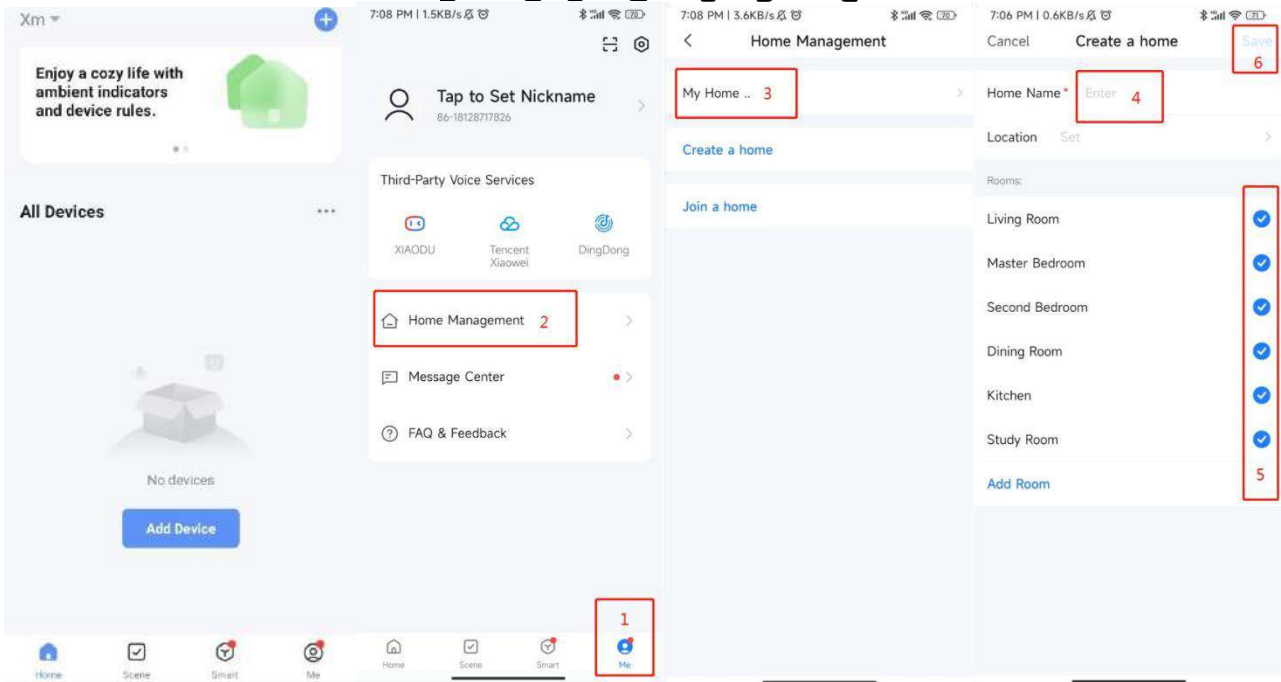 Xm
Enjoy a cozy life with
ambient indicators
and device rules.
All Devices
No devices
Add Device
Home
Scene
Smart
Me
7:08 PM | 1.5KB/s
70
Tap to Set Nickname
86-18128717826
Third-Party Voice Services
XIAODU
Tencent
Xiaowei
DingDong
Home Management 2
Message Center
FAQ & Feedback
1
Home
Scene
Smart
Me
7:08 PM | 3.6KB/s
70
Home Management
My Home .. 3
Create a home
Join a home
7:06 PM | 0.6KB/s
71
Cancel
Create a home
Save
6
Home Name* Enter 4
Location Set
Rooms:
Living Room
Master Bedroom
Second Bedroom
Dining Room
Kitchen
Study Room
Add Room
5